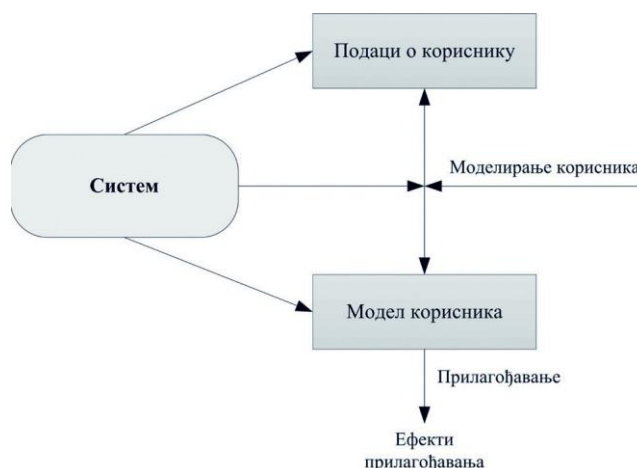 Подаци о кориснику
Моделирање корисника
Систем
Модел корисника
Прилагођавање
Ефекти
прилагођавања